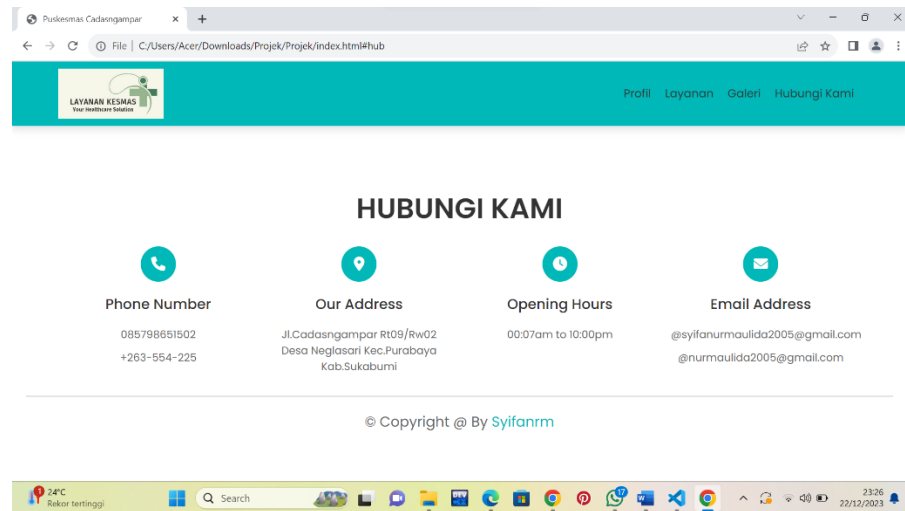 Puskesmas Cadasngampar
File | C:/Users/Acer/Downloads/Projek/Projek/index.html#hub
LAYANAN KESMAS
Your Healthcare Solution
Profil Layanan Galeri Hubungi Kami
HUBUNGI KAMI
Phone Number
085798651502
+263-554-225
Our Address
Jl.Cadasngampar Rt09/Rw02
Desa Neglasari Kec.Purabaya
Kab.Sukabumi
Opening Hours
00:07am to 10:00pm
Email Address
@syifanurmaulida2005@gmail.com
@nurmaulida2005@gmail.com
© Copyright @ By Syifanrm
1
24°C
Rekor tertinggi
Search
17
23:26
22/12/2023